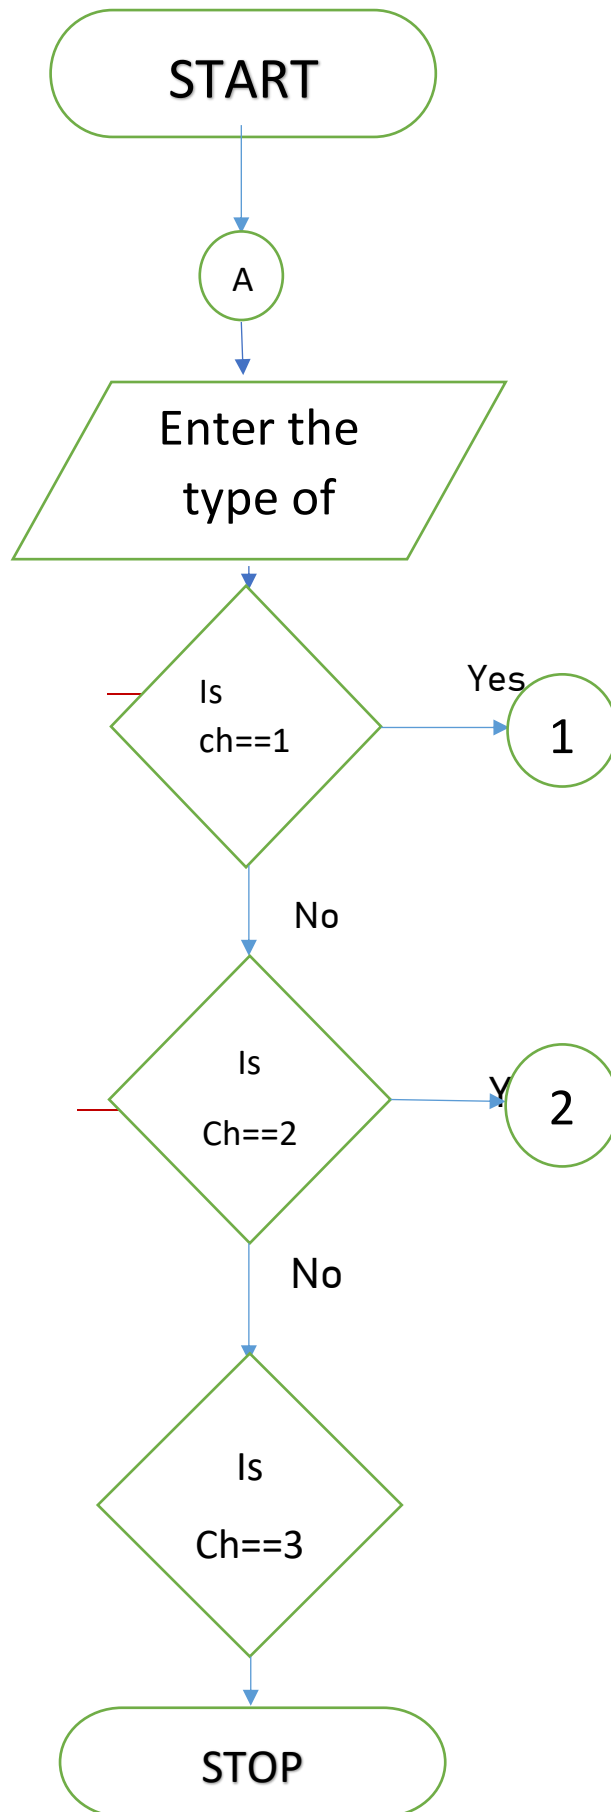 START
A
Enter the
type of
Is
ch==1
Yes
1
No
Is
Ch==2
Y
2
No
Is
Ch==3
STOP